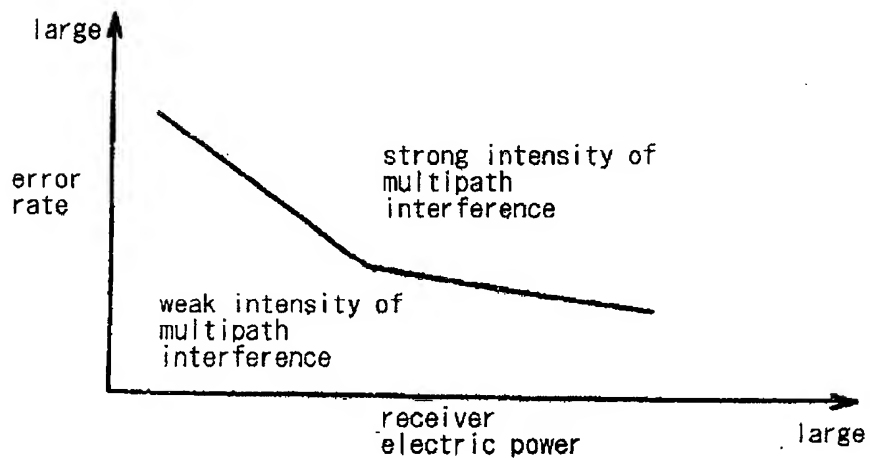 large
error
rate
strong intensity of
multipath
interference
weak intensity of
multipath
interference
receiver
electric power
large